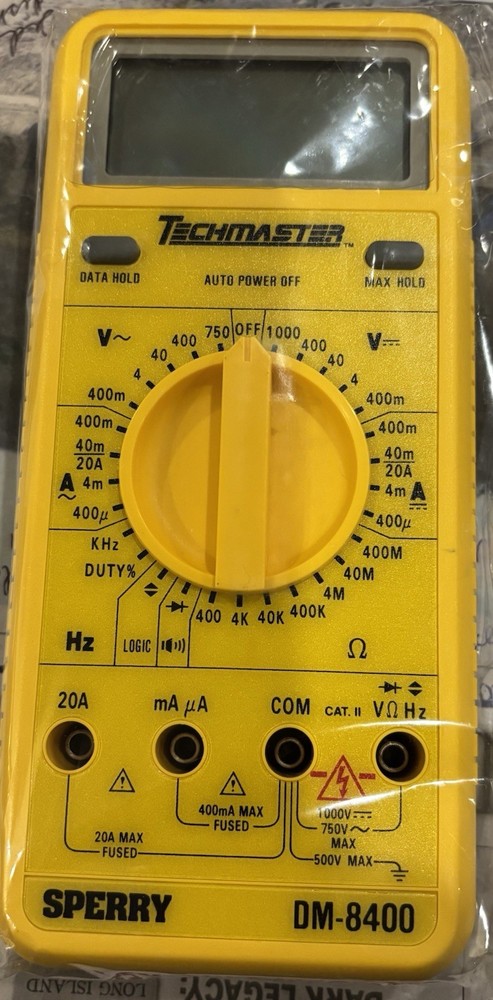 TECHMASTER™
DATA HOLD
AUTO POWER OFF
MAX HOLD
V~
750
OFF
1000
V⎓
400
40
4
400m
400
40
4
400m
A~
400m
40m
20A
4m
400µ
A⎓
400m
40m
20A
4m
400µ
KHz
DUTY%
Hz
LOGIC
400
4K
40K
400K
4M
40M
400M
Ω
20A
mA µA
COM
CAT. II
VΩHz
400mA MAX
FUSED
20A MAX
FUSED
1000V⎓
750V~
MAX
500V MAX
SPERRY
DM-8400
LONG ISLAND
DARK LEGACY: